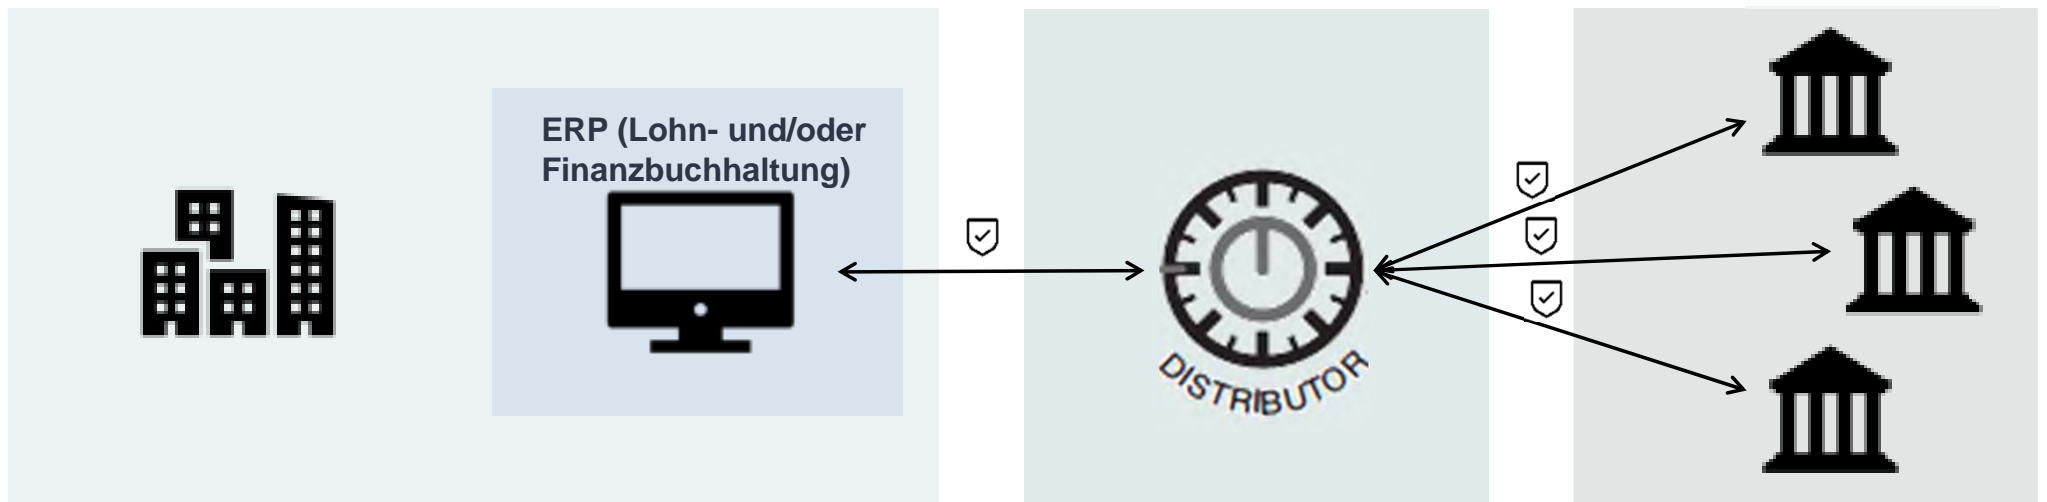 ERP (Lohn- und/oder
Finanzbuchhaltung)
DISTRIBUTOR